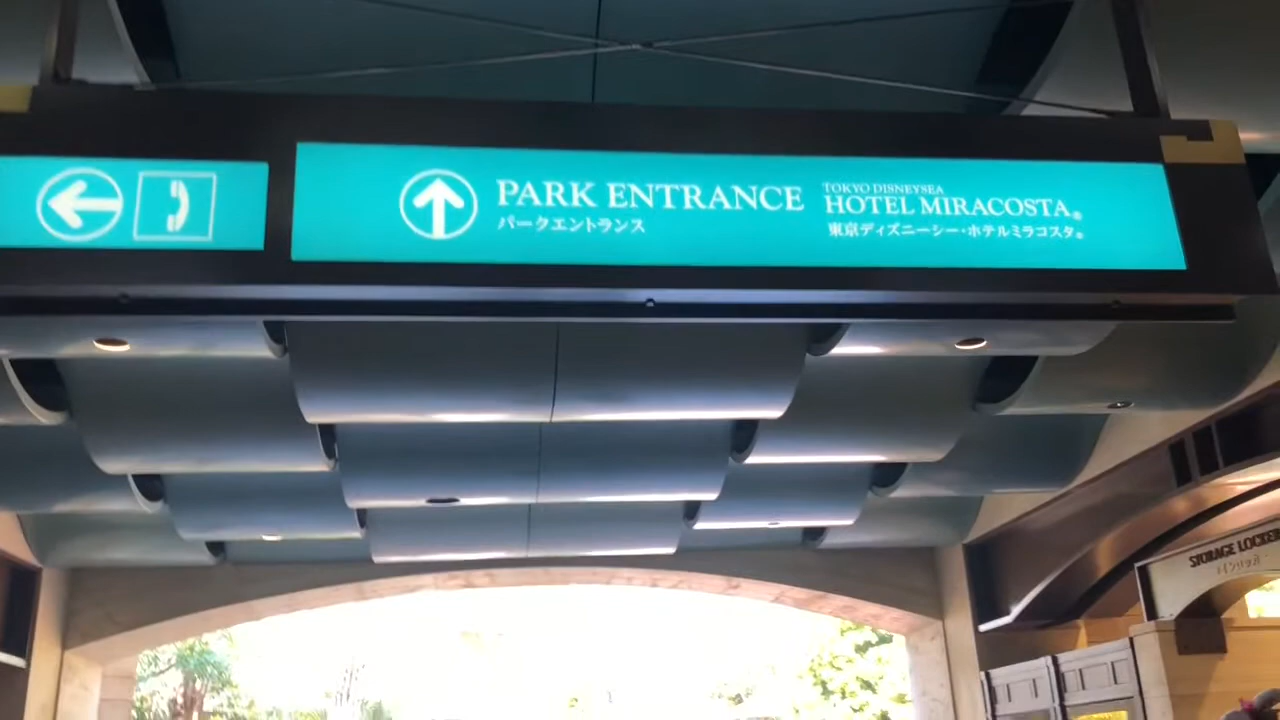 PARK ENTRANCE
パークエントランス
TOKYO DISNEYSEA
HOTEL MIRACOSTA®
東京ディズニーシー・ホテルミラコスタ®
STORAGE LOCKER